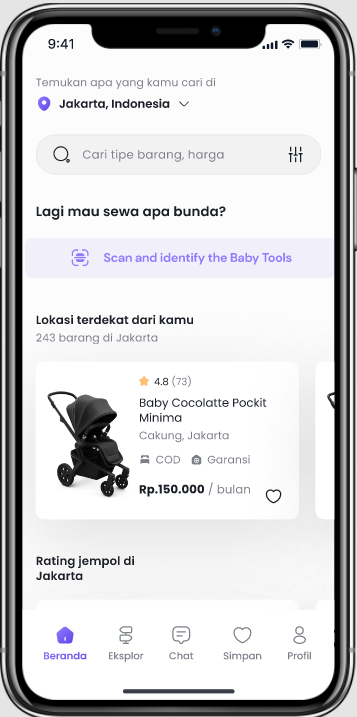 9:41
Temukan apa yang kamu cari di
Jakarta, Indonesia
Cari tipe barang, harga
Lagi mau sewa apa bunda?
Scan and identify the Baby Tools
Lokasi terdekat dari kamu
243 barang di Jakarta
4.8 (73)
Baby Cocolatte Pockit
Minima
Cakung, Jakarta
COD Garansi
Rp.150.000 / bulan
Rating jempol di
Jakarta
Beranda Eksplor Chat Simpan Profil